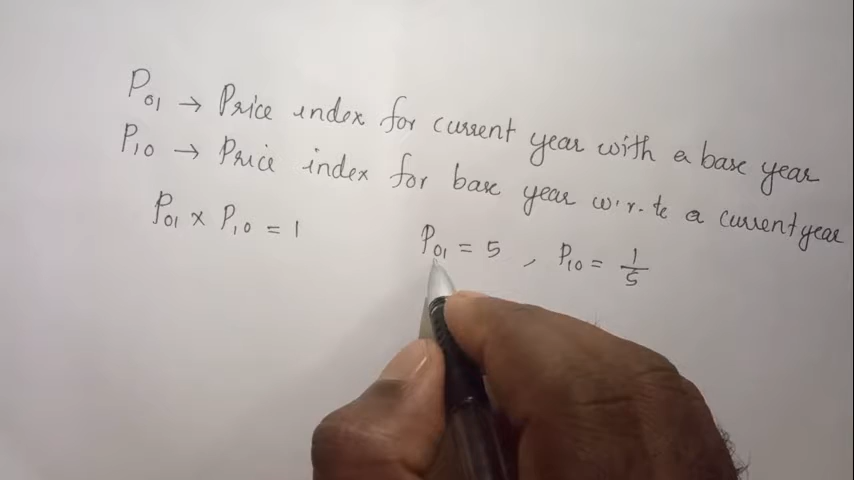 P₀₁ → Price index for current year with a base year
P₁₀ → Price index for base year w.r.to a current year
P₀₁ × P₁₀ = 1
P₀₁ = 5 , P₁₀ = 1/5